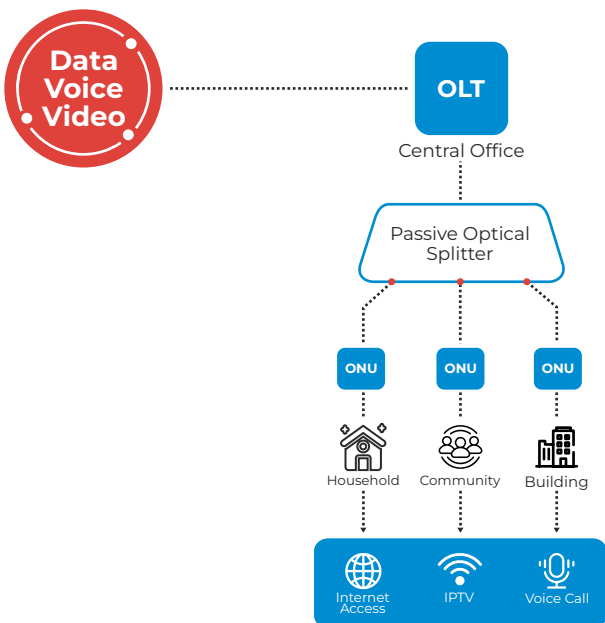 Data
Voice
Video
OLT
Central Office
Passive Optical
Splitter
ONU
ONU
ONU
Household
Community
Building
Internet
Access
IPTV
Voice Call